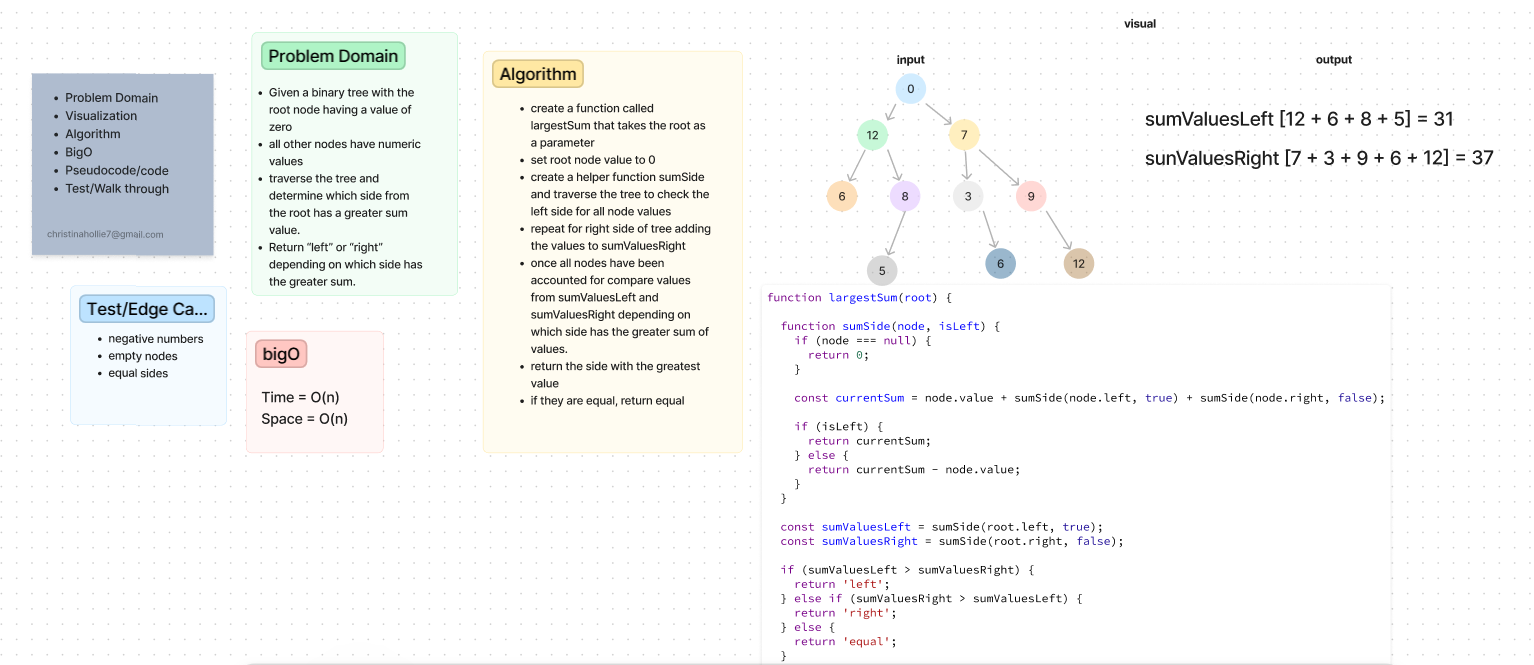 Problem Domain
Visualization
Algorithm
BigO
Pseudocode/code
Test/Walk through
christinahollie7@gmail.com
Problem Domain
Given a binary tree with the
root node having a value of
zero
all other nodes have numeric
values
traverse the tree and
determine which side from
the root has a greater sum
value.
Return “left” or “right”
depending on which side has
the greater sum.
Test/Edge Ca...
negative numbers
empty nodes
equal sides
bigO
Time = O(n)
Space = O(n)
Algorithm
create a function called
largestSum that takes the root as
a parameter
set root node value to 0
create a helper function sumSide
and traverse the tree to check the
left side for all node values
repeat for right side of tree adding
the values to sumValuesRight
once all nodes have been
accounted for compare values
from sumValuesLeft and
sumValuesRight depending on
which side has the greater sum of
values.
return the side with the greatest
value
if they are equal, return equal
visual
input
0
12
7
6
8
3
9
5
6
12
output
sumValuesLeft [12 + 6 + 8 + 5] = 31
sunValuesRight [7 + 3 + 9 + 6 + 12] = 37
function largestSum(root) {
function sumSide(node, isLeft) {
if (node === null) {
return 0;
}
const currentSum = node.value + sumSide(node.left, true) + sumSide(node.right, false);
if (isLeft) {
return currentSum;
} else {
return currentSum - node.value;
}
}
const sumValuesLeft = sumSide(root.left, true);
const sumValuesRight = sumSide(root.right, false);
if (sumValuesLeft > sumValuesRight) {
return 'left';
} else if (sumValuesRight > sumValuesLeft) {
return 'right';
} else {
return 'equal';
}